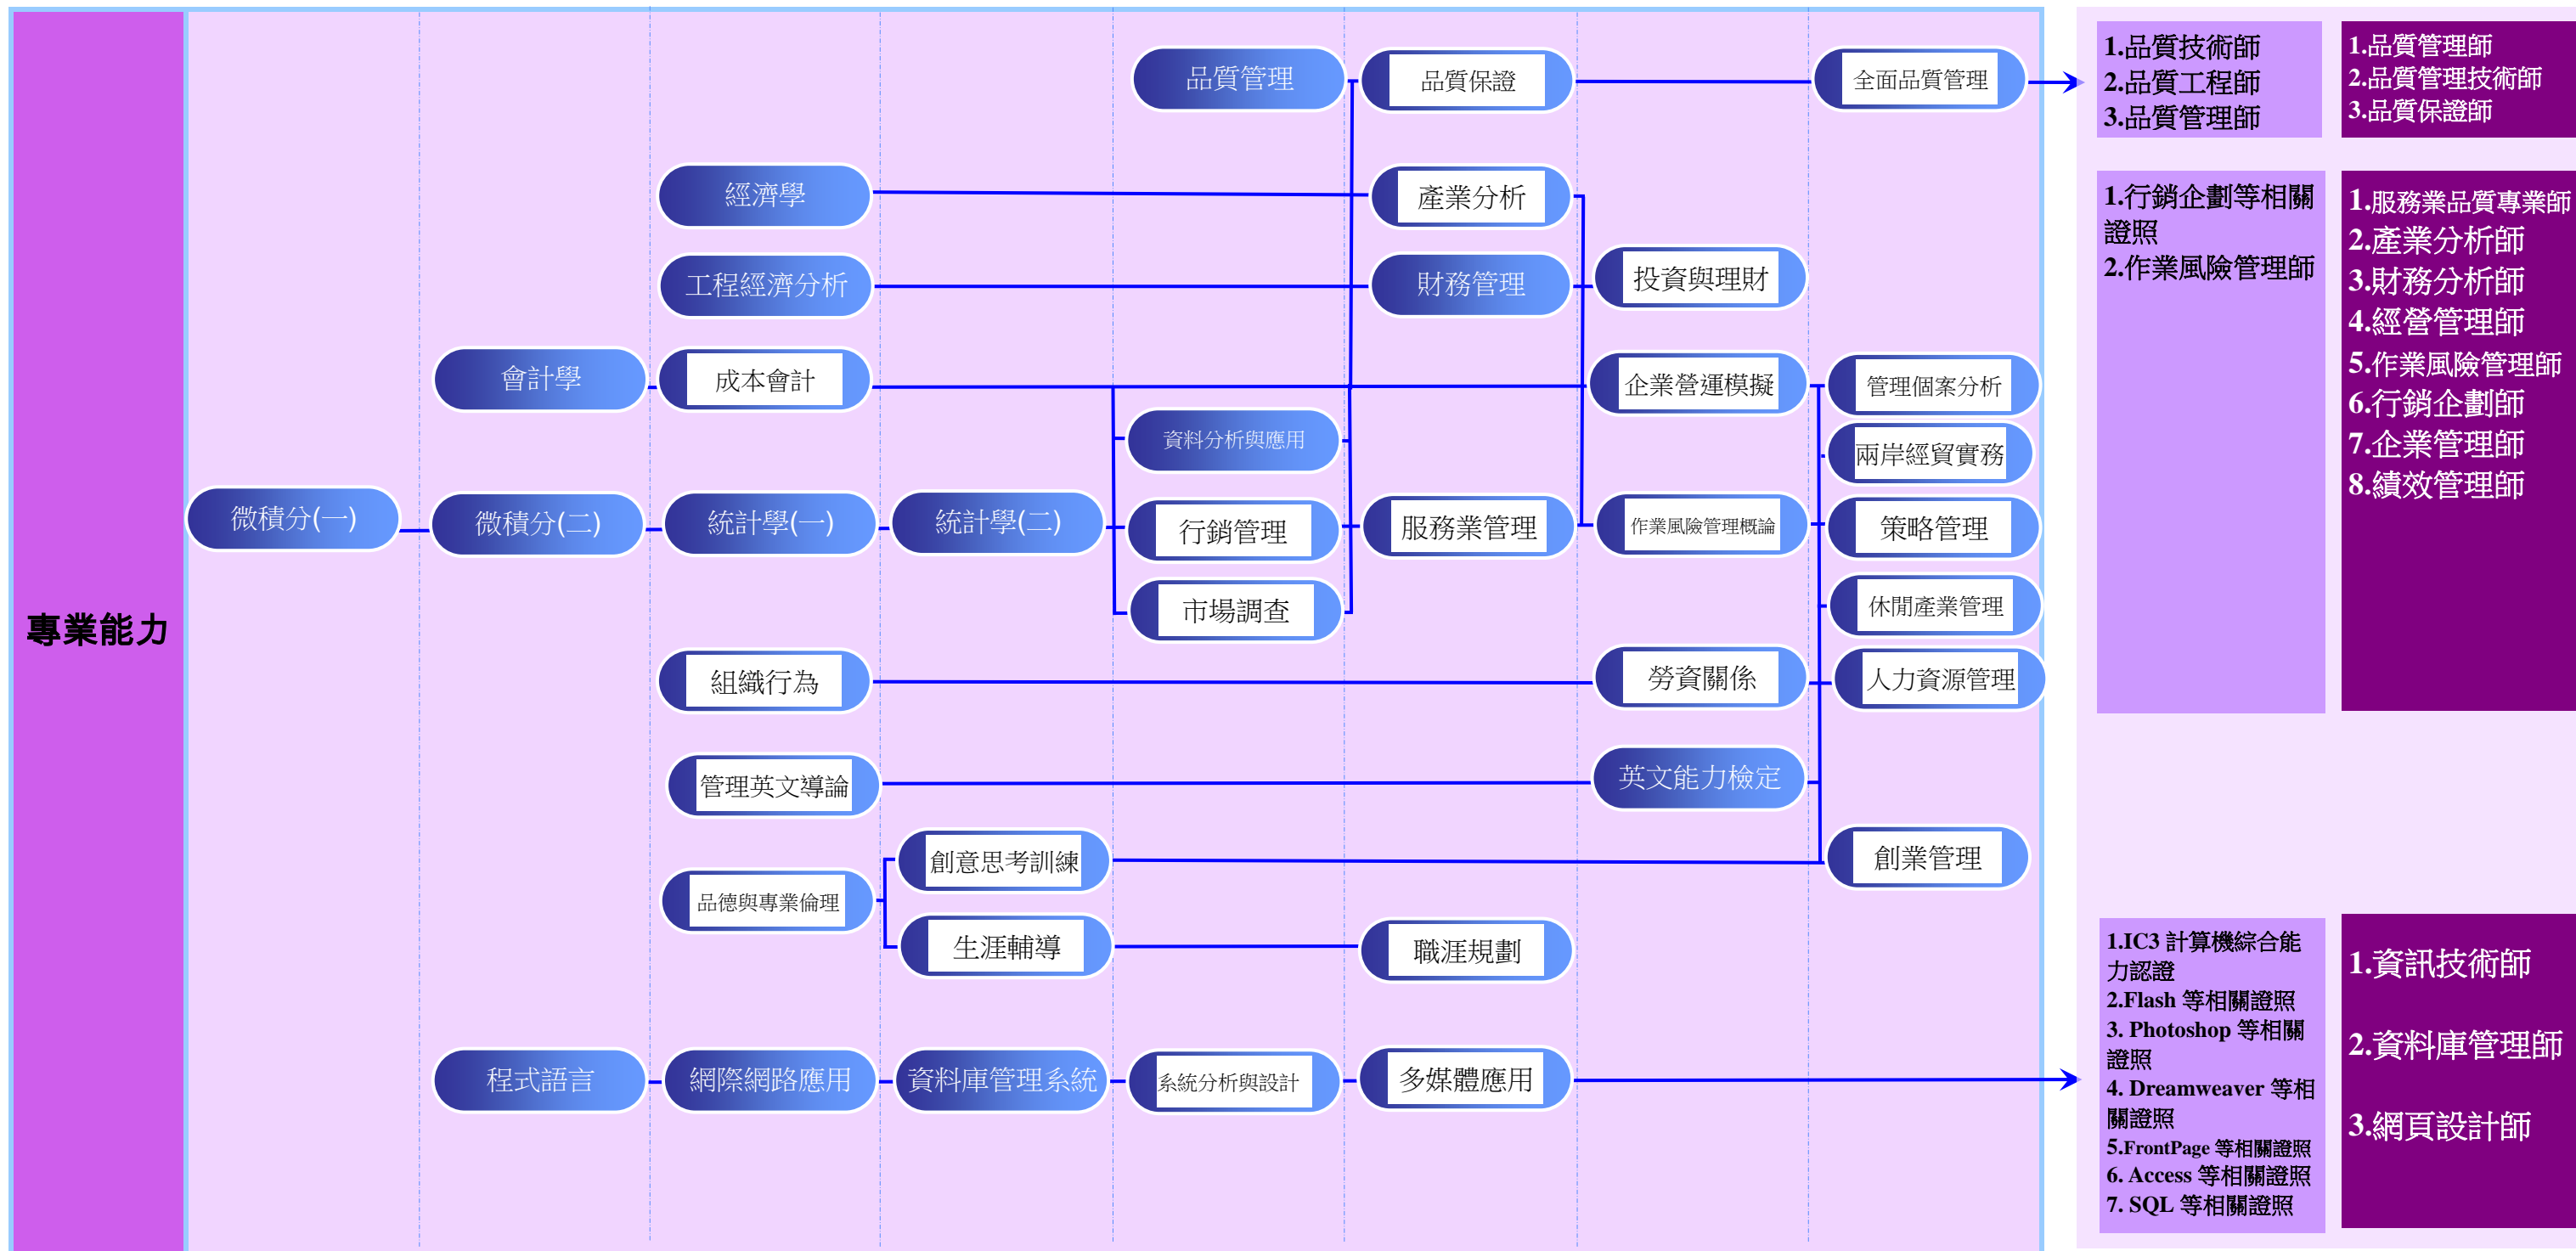 專業能力
品質管理
品質保證
全面品質管理
經濟學
產業分析
工程經濟分析
財務管理
投資與理財
會計學
成本會計
企業營運模擬
管理個案分析
資料分析與應用
兩岸經貿實務
微積分(一)
微積分(二)
統計學(一)
統計學(二)
行銷管理
服務業管理
作業風險管理概論
策略管理
市場調查
休閒產業管理
組織行為
勞資關係
人力資源管理
管理英文導論
英文能力檢定
創意思考訓練
創業管理
品德與專業倫理
生涯輔導
職涯規劃
程式語言
網際網路應用
資料庫管理系統
系統分析與設計
多媒體應用
1.品質技術師
2.品質工程師
3.品質管理師
1.品質管理師
2.品質管理技術師
3.品質保證師
1.行銷企劃等相關
證照
2.作業風險管理師
1.服務業品質專業師
2.產業分析師
3.財務分析師
4.經營管理師
5.作業風險管理師
6.行銷企劃師
7.企業管理師
8.績效管理師
1.IC3 計算機綜合能
力認證
2.Flash 等相關證照
3. Photoshop 等相關
證照
4. Dreamweaver 等相
關證照
5.FrontPage 等相關證照
6. Access 等相關證照
7. SQL 等相關證照
1.資訊技術師
2.資料庫管理師
3.網頁設計師